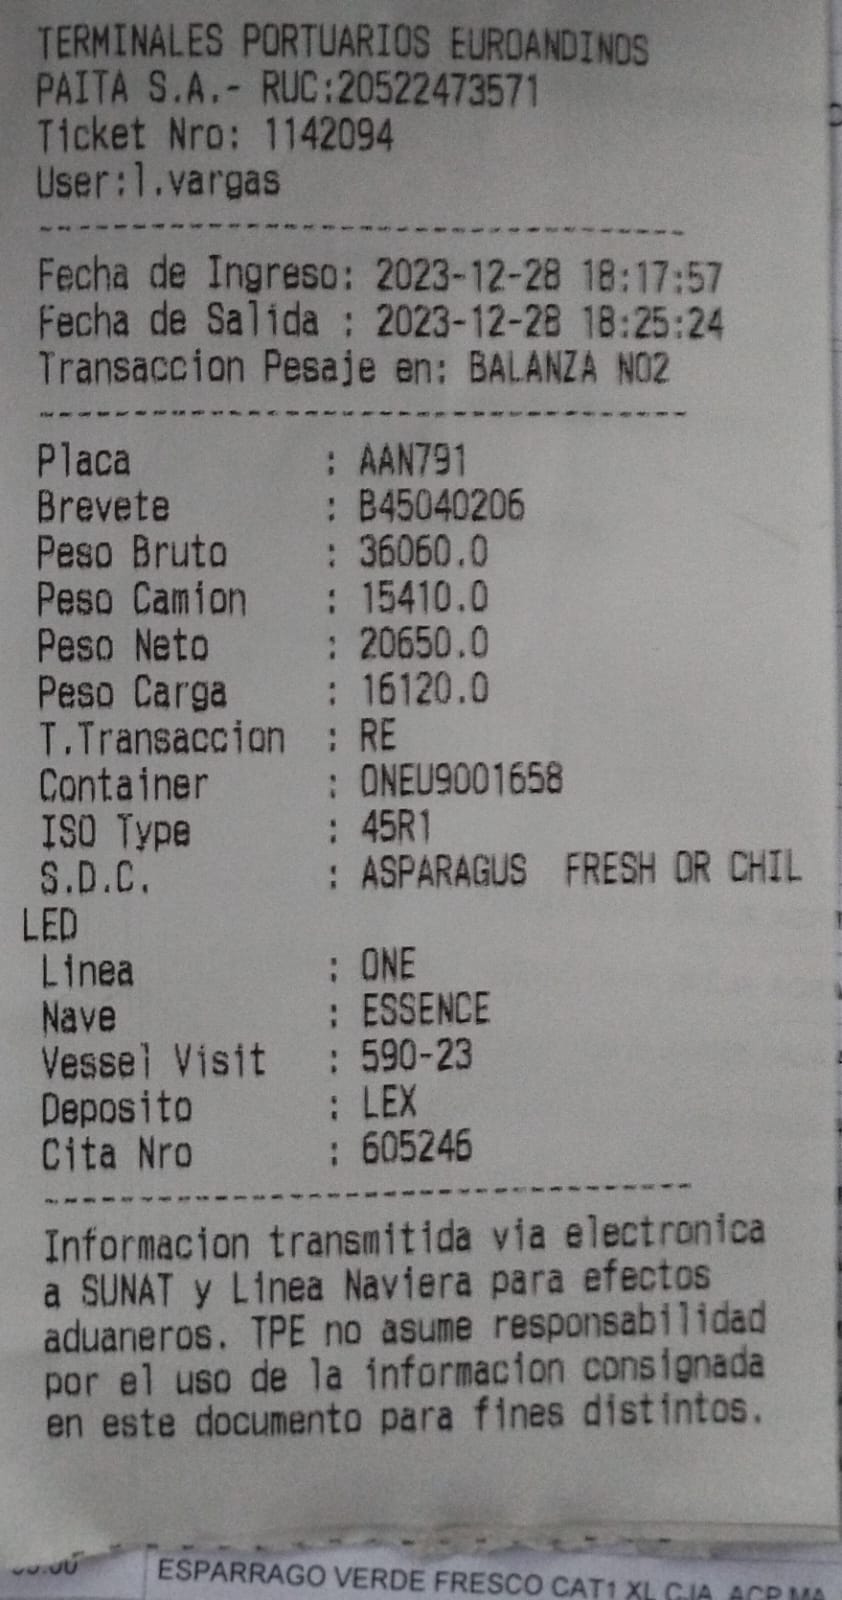 TERMINALES PORTUARIOS EUROANDINOS
PAITA S.A.- RUC:20522473571
Ticket Nro: 1142094
User:l.vargas
Fecha de Ingreso: 2023-12-28 18:17:57
Fecha de Salida : 2023-12-28 18:25:24
Transaccion Pesaje en: BALANZA NO2
Placa : AAN791
Brevete : B45040206
Peso Bruto : 36060.0
Peso Camion : 15410.0
Peso Neto : 20650.0
Peso Carga : 16120.0
T.Transaccion : RE
Container : ONEU9001658
ISO Type : 45R1
S.D.C. : ASPARAGUS FRESH OR CHIL
LED
Linea : ONE
Nave : ESSENCE
Vessel Visit : 590-23
Deposito : LEX
Cita Nro : 605246
Informacion transmitida via electronica
a SUNAT y Linea Naviera para efectos
aduaneros. TPE no asume responsabilidad
por el uso de la informacion consignada
en este documento para fines distintos.
ESPARRAGO VERDE FRESCO CAT1 XL CJA